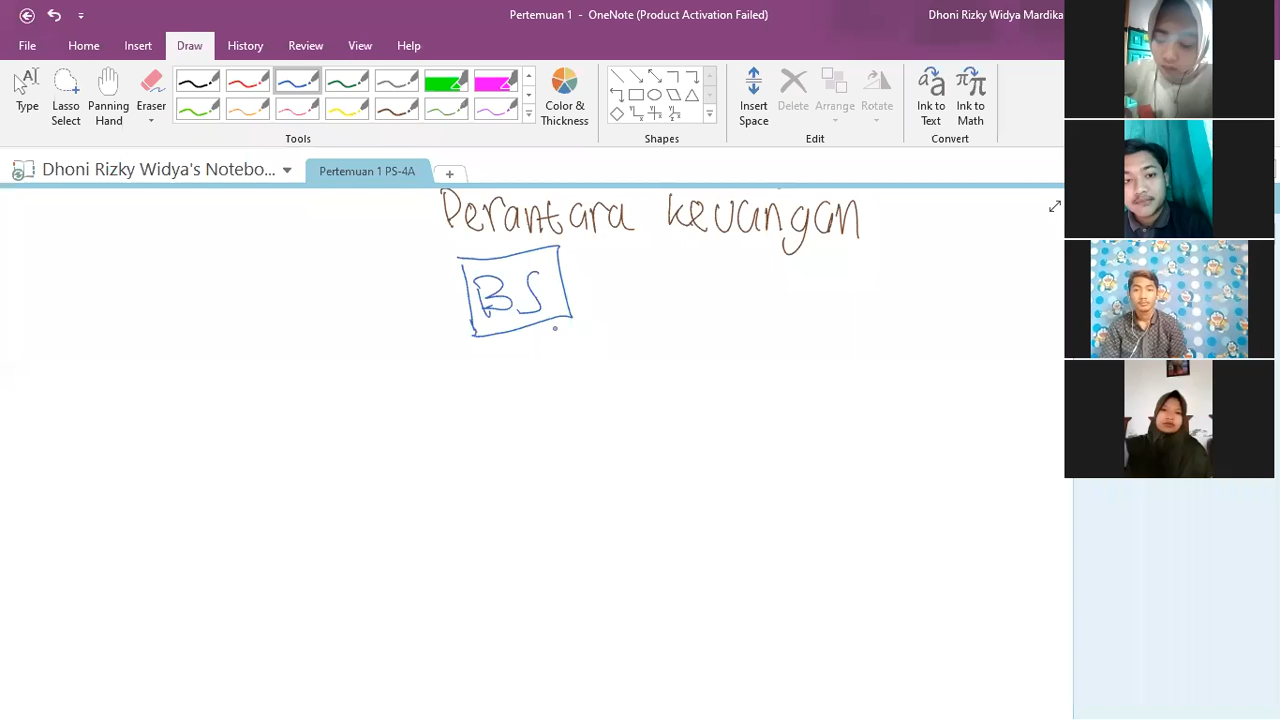 Pertemuan 1 - OneNote (Product Activation Failed)
Dhoni Rizky Widya Mardika
File Home Insert Draw History Review View Help
Type
Lasso Select
Panning Hand
Eraser
Color & Thickness
Insert Space
Delete
Arrange
Rotate
Ink to Text
Ink to Math
Tools
Shapes
Edit
Convert
Dhoni Rizky Widya's Notebo...
Pertemuan 1 PS-4A
Perantara keuangan
BS